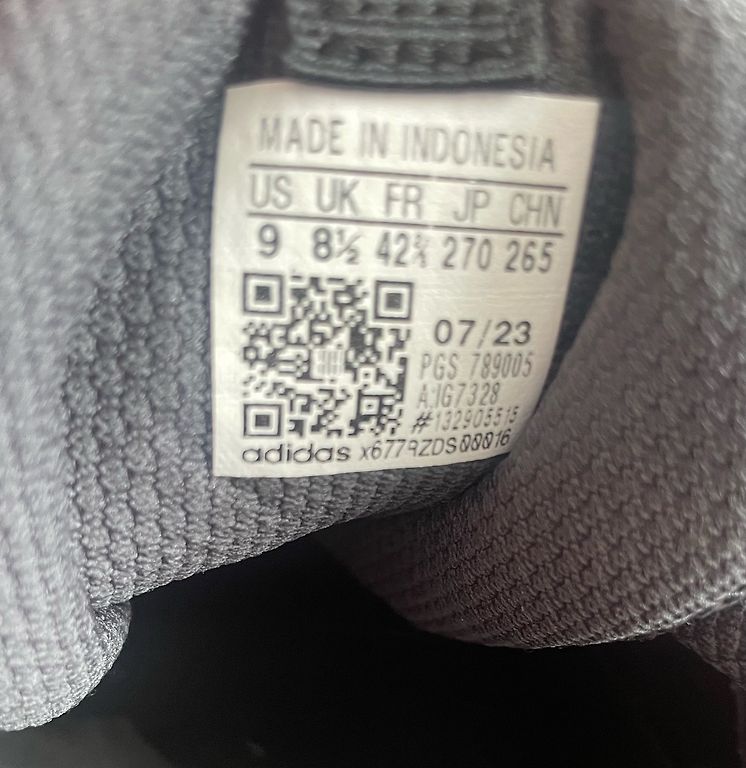 MADE IN INDONESIA
US UK FR JP CHN
9 8½ 42⅔ 270 265
07/23
PGS 789005
#132905515
adidas